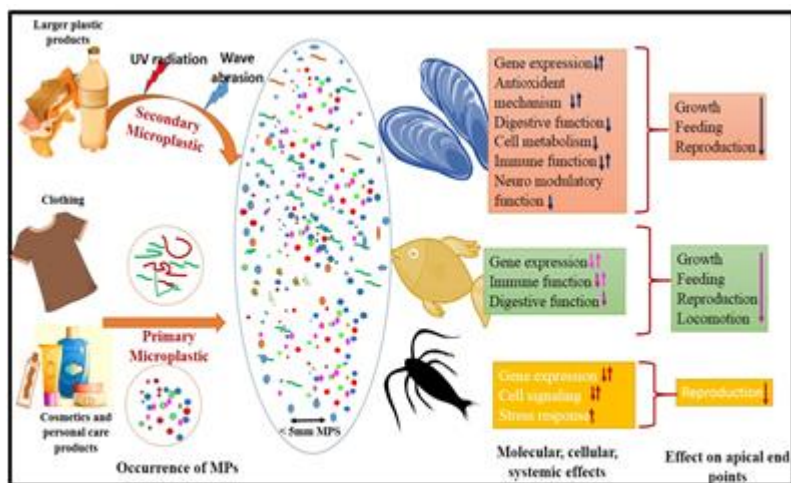 Larger plastic
products
UV radiation
Wave
abrasion
Secondary
Microplastic
Clothing
Primary
Microplastic
Cosmetics and
personal care
products
Occurrence of MPs
< 5mm MPS
Gene expression
Antioxident
mechanism
Digestive function
Cell metabolism
Immune function
Neuro modulatory
function
Growth
Feeding
Reproduction
Gene expression
Immune function
Digestive function
Growth
Feeding
Reproduction
Locomotion
Gene expression
Cell signaling
Stress response
Reproduction
Molecular, cellular,
systemic effects
Effect on apical end
points